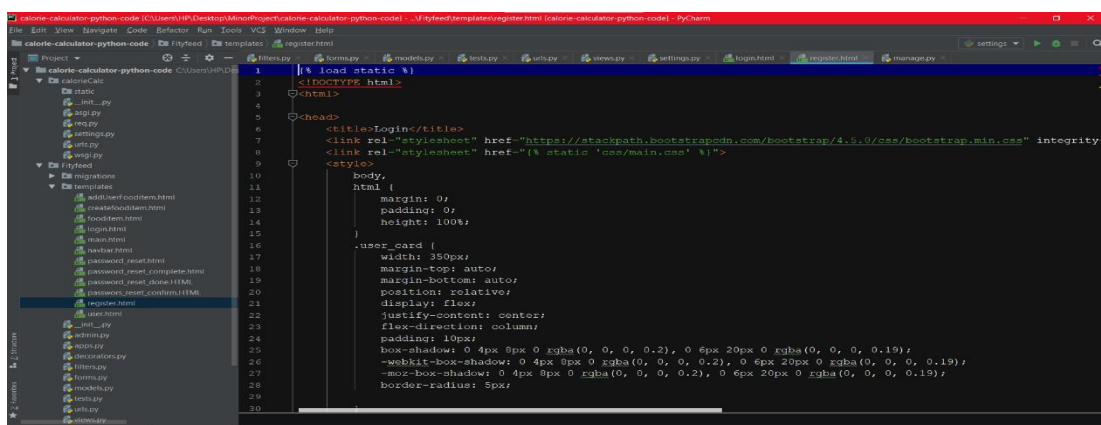 calorie-calculator-python-code [C:\Users\HP\Desktop\MinorProject\calorie-calculator-python-code] - ...\Fityfeed\templates\register.html [calorie-calculator-python-code] - PyCharm
File Edit View Navigate Code Refactor Run Tools VCS Window Help
calorie-calculator-python-code Fityfeed templates register.html settings
Project filters.py forms.py models.py tests.py urls.py views.py settings.py login.html register.html manage.py
1: Project
calorie-calculator-python-code C:\Users\HP\De
calorieCalc
static
__init__.py
asgi.py
req.py
settings.py
urls.py
wsgi.py
Fityfeed
migrations
templates
addUserFooditem.html
createfooditem.html
fooditem.html
login.html
main.html
navbar.html
password_reset.html
password_reset_complete.html
password_reset_done.HTML
passwors_reset_confirm.HTML
register.html
user.html
__init__.py
admin.py
apps.py
decorators.py
filters.py
forms.py
models.py
tests.py
urls.py
views.py
Structure
2: Favorites
1 {% load static %}
2 <!DOCTYPE html>
3 <html>
4
5 <head>
6 <title>Login</title>
7 <link rel="stylesheet" href="https://stackpath.bootstrapcdn.com/bootstrap/4.5.0/css/bootstrap.min.css" integrity
8 <link rel="stylesheet" href="{% static 'css/main.css' %}">
9 <style>
10 body,
11 html {
12 margin: 0;
13 padding: 0;
14 height: 100%;
15 }
16 .user_card {
17 width: 350px;
18 margin-top: auto;
19 margin-bottom: auto;
20 position: relative;
21 display: flex;
22 justify-content: center;
23 flex-direction: column;
24 padding: 10px;
25 box-shadow: 0 4px 8px 0 rgba(0, 0, 0, 0.2), 0 6px 20px 0 rgba(0, 0, 0, 0.19);
26 -webkit-box-shadow: 0 4px 8px 0 rgba(0, 0, 0, 0.2), 0 6px 20px 0 rgba(0, 0, 0, 0.19);
27 -moz-box-shadow: 0 4px 8px 0 rgba(0, 0, 0, 0.2), 0 6px 20px 0 rgba(0, 0, 0, 0.19);
28 border-radius: 5px;
29
30